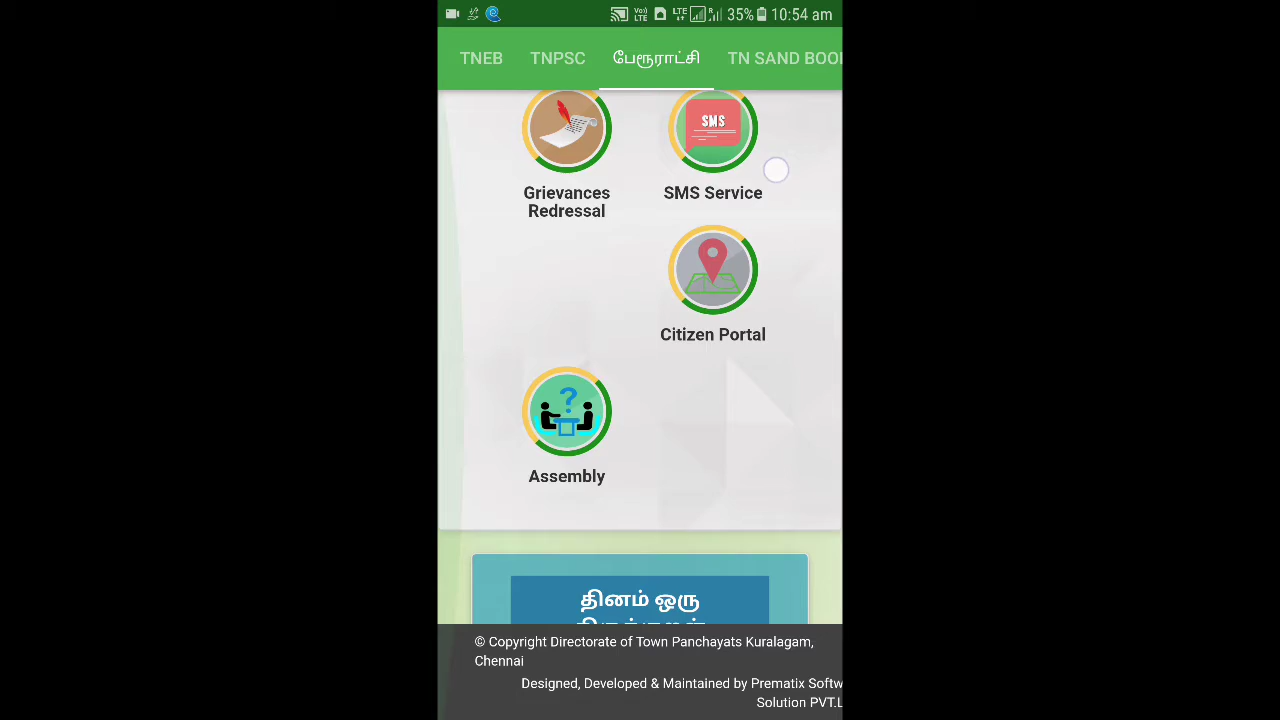 35% 10:54 am
TNEB TNPSC பேரூராட்சி TN SAND BOO
SMS
Grievances SMS Service
Redressal
Citizen Portal
Assembly
தினம் ஒரு
© Copyright Directorate of Town Panchayats Kuralagam,
Chennai
Designed, Developed & Maintained by Prematix Softw
Solution PVT.L